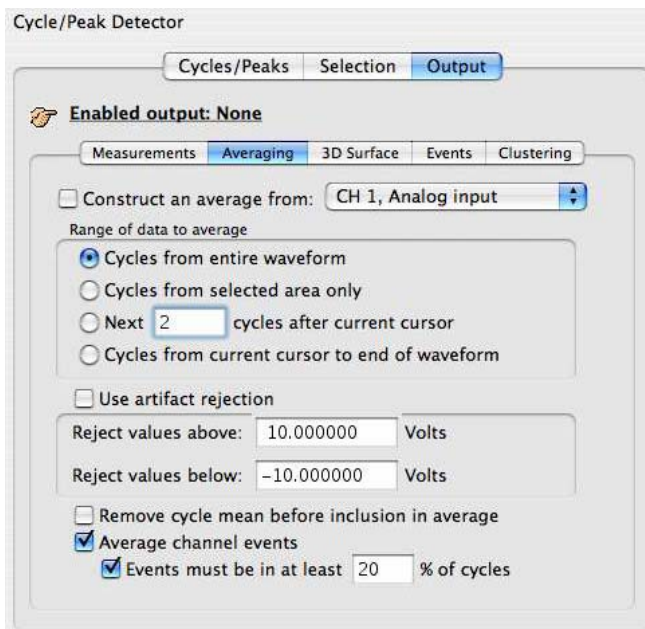 Cycle/Peak Detector
Cycles/Peaks Selection Output
Enabled output: None
Measurements Averaging 3D Surface Events Clustering
Construct an average from: CH 1, Analog input
Range of data to average
Cycles from entire waveform
Cycles from selected area only
Next 2 cycles after current cursor
Cycles from current cursor to end of waveform
Use artifact rejection
Reject values above: 10.000000 Volts
Reject values below: -10.000000 Volts
Remove cycle mean before inclusion in average
Average channel events
Events must be in at least 20 % of cycles